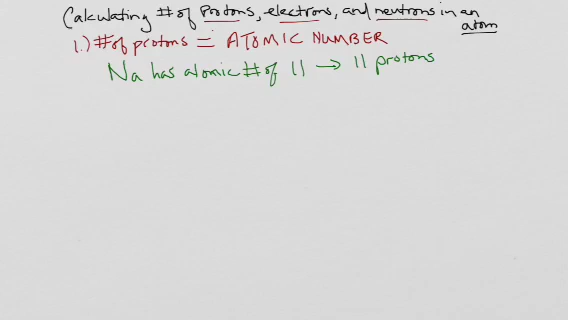 Calculating # of protons, electrons, and neutrons in an
atom
1.) # of protons = ATOMIC NUMBER
Na has atomic # of 11 → 11 protons